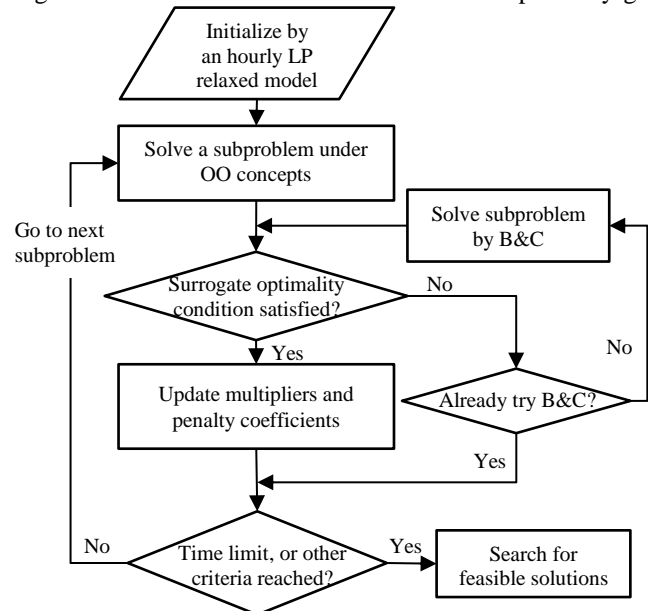 Initialize by
an hourly LP
relaxed model
Solve a subproblem under
OO concepts
Go to next
subproblem
Solve subproblem
by B&C
Surrogate optimality
condition satisfied?
No
No
Yes
Update multipliers and
penalty coefficients
Already try B&C?
Yes
No
Time limit, or other
criteria reached?
Yes
Search for
feasible solutions